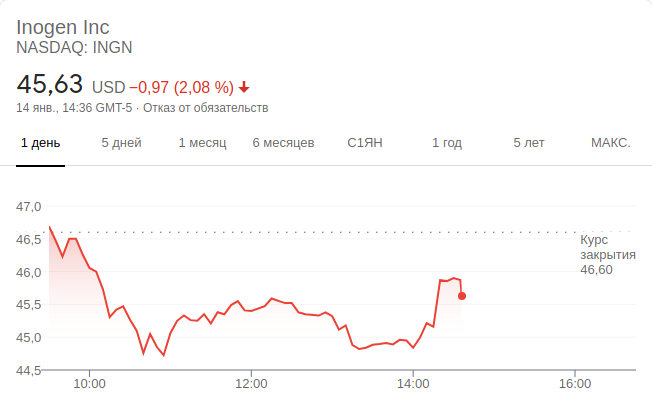 Inogen Inc
NASDAQ: INGN
45,63 USD −0,97 (2,08 %)
14 янв., 14:36 GMT-5 · Отказ от обязательств
1 день 5 дней 1 месяц 6 месяцев С1ЯН 1 год 5 лет МАКС.
47,0
46,5
Курс
закрытия
46,60
46,0
45,5
45,0
44,5
10:00 12:00 14:00 16:00